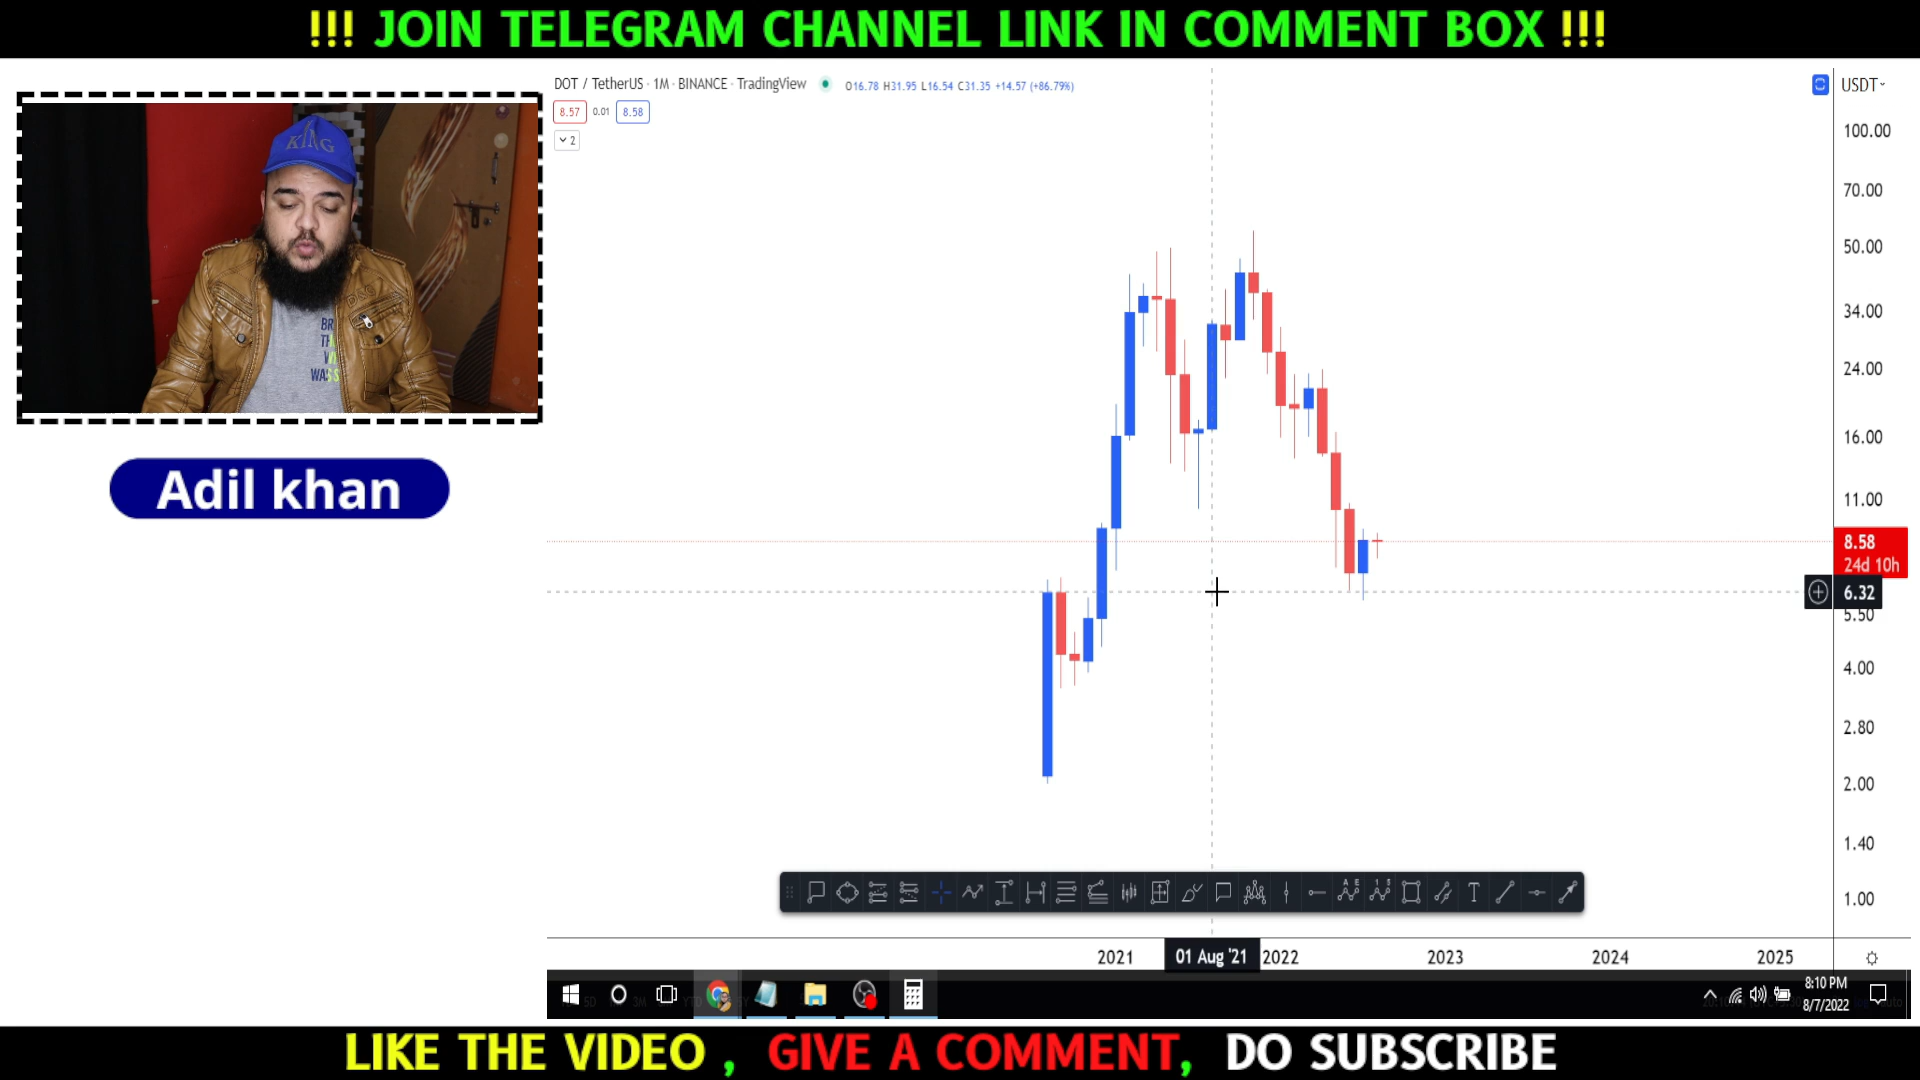 !!! JOIN TELEGRAM CHANNEL LINK IN COMMENT BOX !!!
DOT / TetherUS · 1M · BINANCE · TradingView
O16.78 H31.95 L16.54 C31.35 +14.57 (+86.79%)
USDT
8.57 0.01 8.58
2
KING
Adil khan
100.00
70.00
50.00
34.00
24.00
16.00
11.00
8.58
24d 10h
6.32
5.50
4.00
2.80
2.00
1.40
1.00
2021 01 Aug '21 2022 2023 2024 2025
8:10 PM
8/7/2022
LIKE THE VIDEO , GIVE A COMMENT, DO SUBSCRIBE